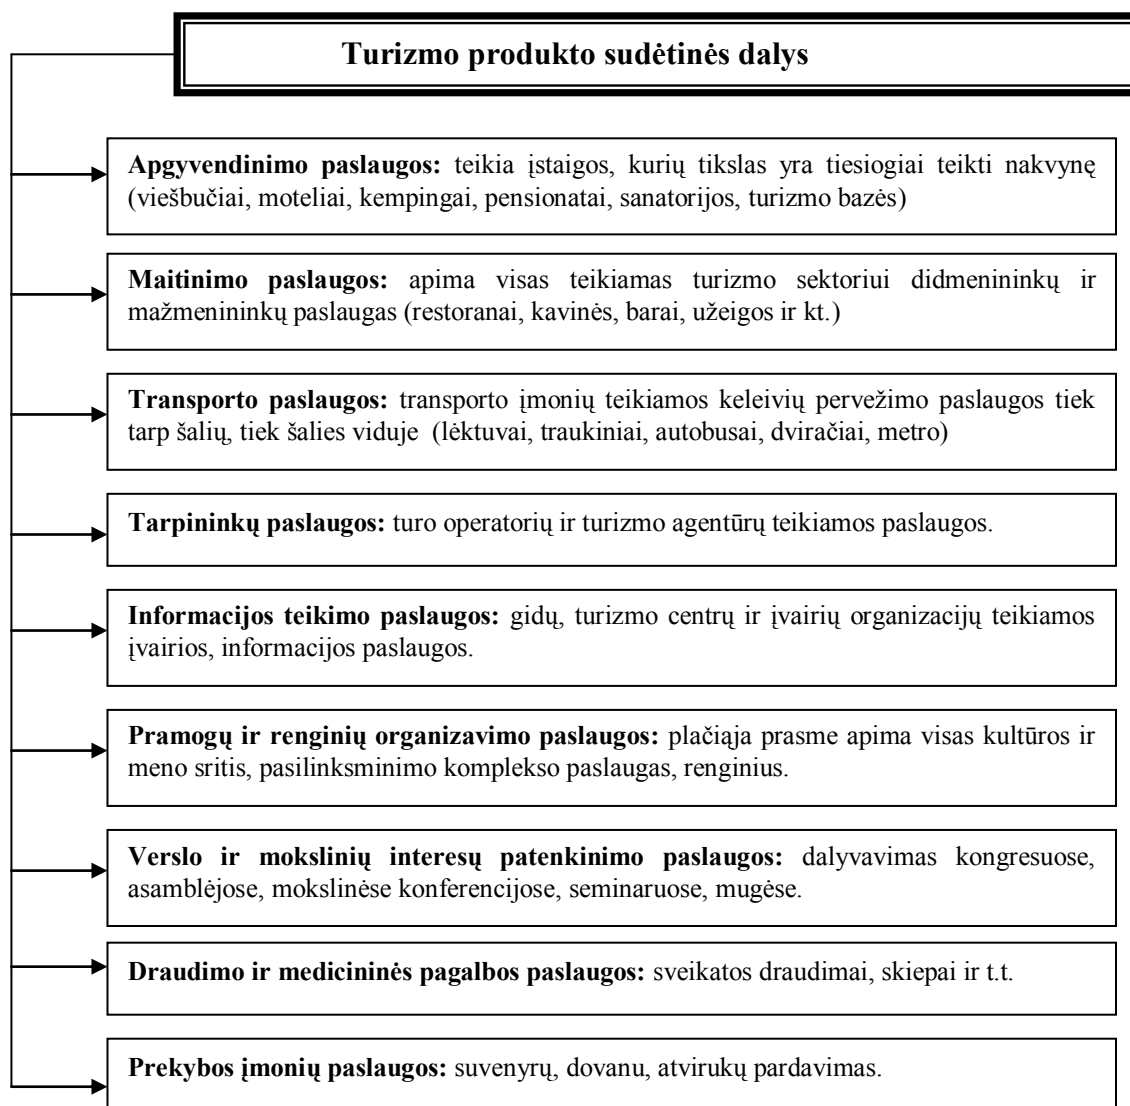 Turizmo produkto sudėtinės dalys
Apgyvendinimo paslaugos: teikia įstaigos, kurių tikslas yra tiesiogiai teikti nakvynę
(viešbučiai, moteliai, kempingai, pensionatai, sanatorijos, turizmo bazės)
Maitinimo paslaugos: apima visas teikiamas turizmo sektoriui didmenininkų ir
mažmenininkų paslaugas (restoranai, kavinės, barai, užeigos ir kt.)
Transporto paslaugos: transporto įmonių teikiamos keleivių pervežimo paslaugos tiek
tarp šalių, tiek šalies viduje (lėktuvai, traukiniai, autobusai, dviračiai, metro)
Tarpininkų paslaugos: turo operatorių ir turizmo agentūrų teikiamos paslaugos.
Informacijos teikimo paslaugos: gidų, turizmo centrų ir įvairių organizacijų teikiamos
įvairios, informacijos paslaugos.
Pramogų ir renginių organizavimo paslaugos: plačiąja prasme apima visas kultūros ir
meno sritis, pasilinksminimo komplekso paslaugas, renginius.
Verslo ir mokslinių interesų patenkinimo paslaugos: dalyvavimas kongresuose,
asamblėjose, mokslinėse konferencijose, seminaruose, mugėse.
Draudimo ir medicininės pagalbos paslaugos: sveikatos draudimai, skiepai ir t.t.
Prekybos įmonių paslaugos: suvenyrų, dovanu, atvirukų pardavimas.